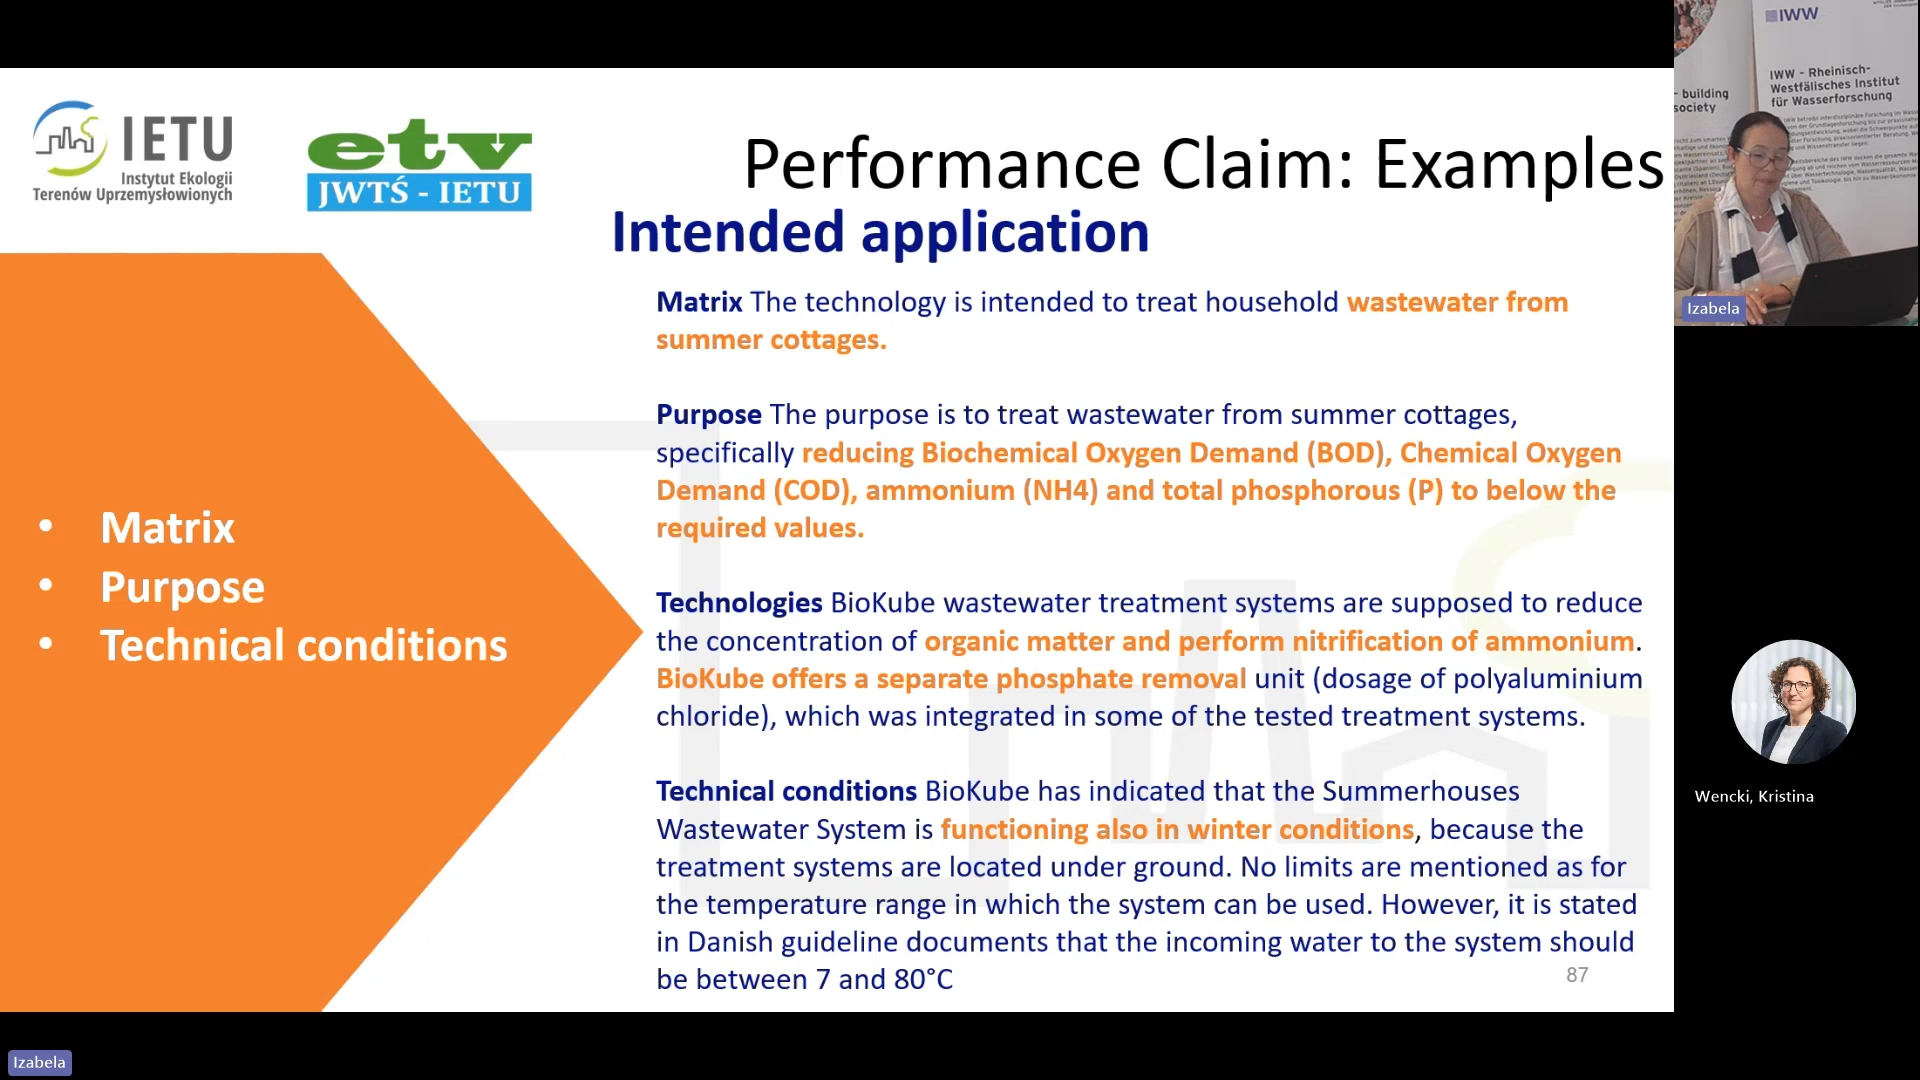 IETU
Instytut Ekologii
Terenów Uprzemysłowionych
etv
JWTŚ - IETU
Performance Claim: Examples
Intended application
• Matrix
• Purpose
• Technical conditions
Matrix The technology is intended to treat household wastewater from
summer cottages.
Purpose The purpose is to treat wastewater from summer cottages,
specifically reducing Biochemical Oxygen Demand (BOD), Chemical Oxygen
Demand (COD), ammonium (NH4) and total phosphorous (P) to below the
required values.
Technologies BioKube wastewater treatment systems are supposed to reduce
the concentration of organic matter and perform nitrification of ammonium.
BioKube offers a separate phosphate removal unit (dosage of polyaluminium
chloride), which was integrated in some of the tested treatment systems.
Technical conditions BioKube has indicated that the Summerhouses
Wastewater System is functioning also in winter conditions, because the
treatment systems are located under ground. No limits are mentioned as for
the temperature range in which the system can be used. However, it is stated
in Danish guideline documents that the incoming water to the system should
be between 7 and 80°C
87
IWW
IWW - Rheinisch-
Westfälisches Institut
für Wasserforschung
building
society
Izabela
Wencki, Kristina
Izabela